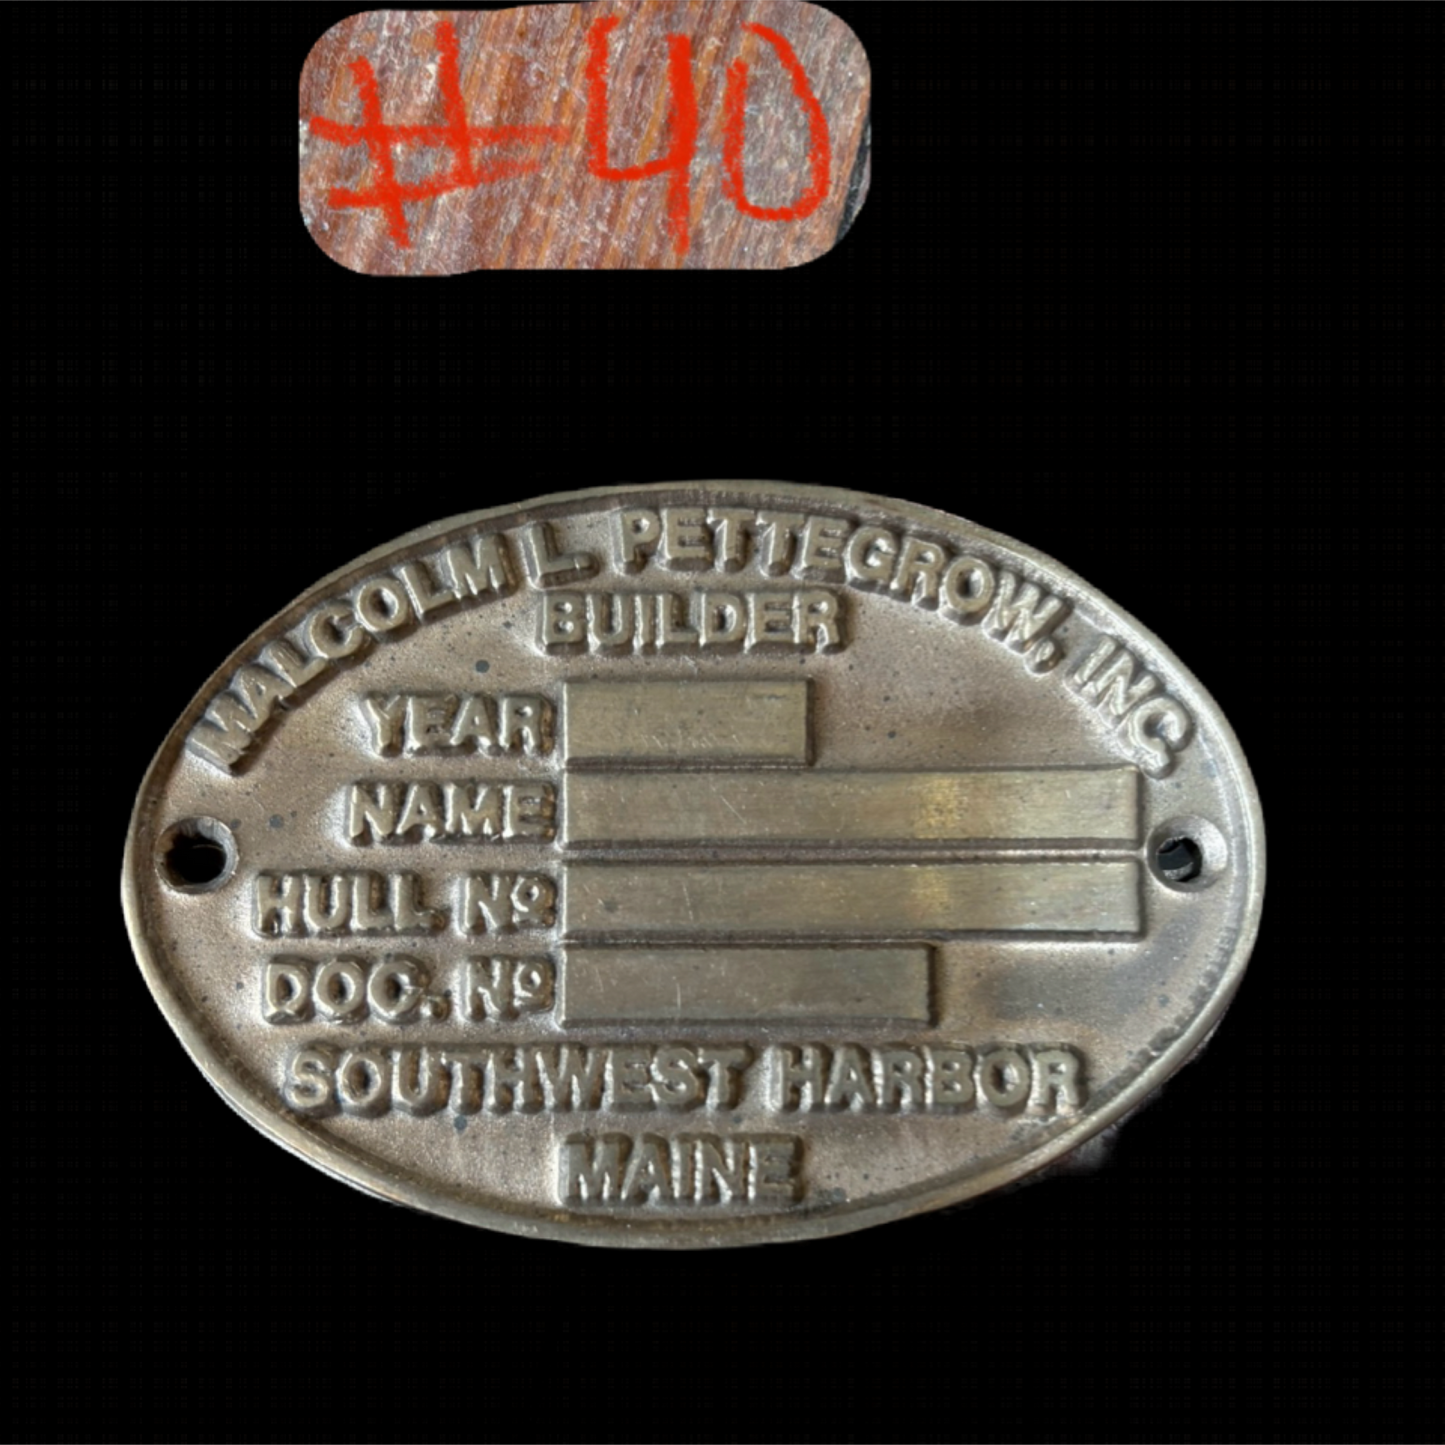 #40
MALCOLM L. PETTEGROW, INC.
BUILDER
YEAR
NAME
HULL Nº
DOC. Nº
SOUTHWEST HARBOR
MAINE